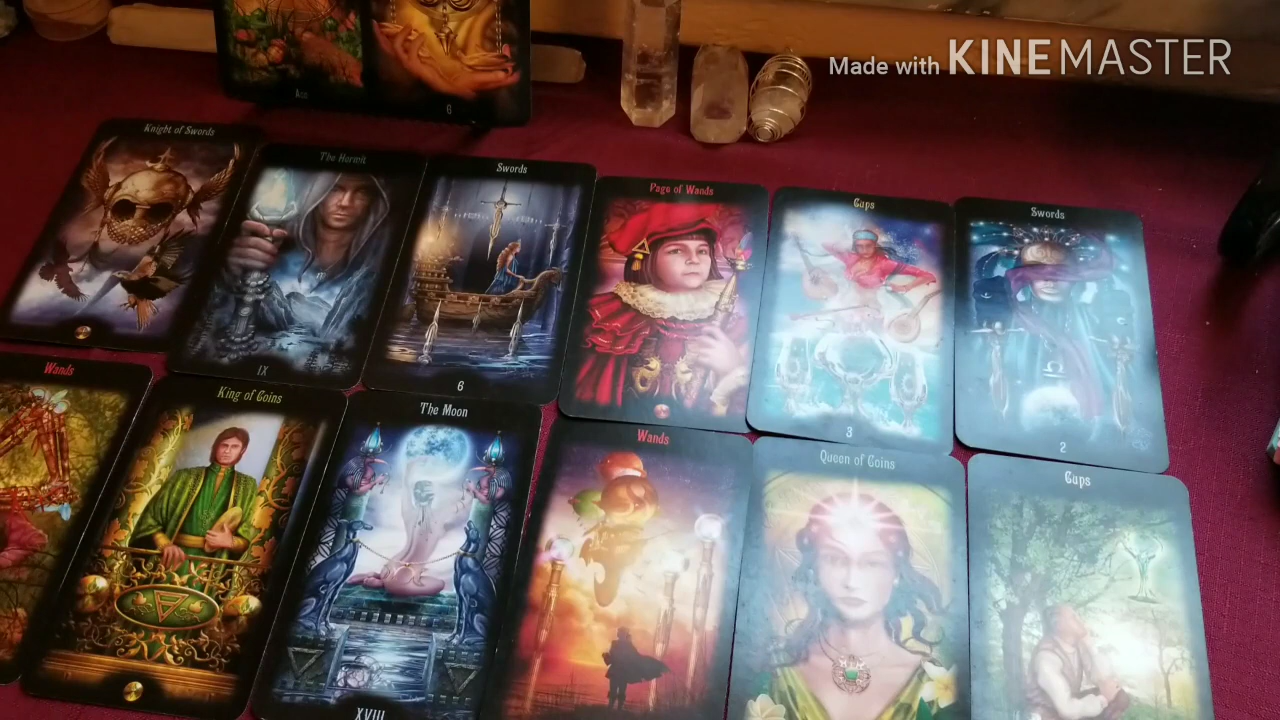 Made with KINEMASTER
6
Knight of Swords
The Hermit
Swords
Page of Wands
Cups
Swords
IX
6
3
2
Wands
King of Coins
The Moon
Wands
Queen of Coins
Cups
XVIII